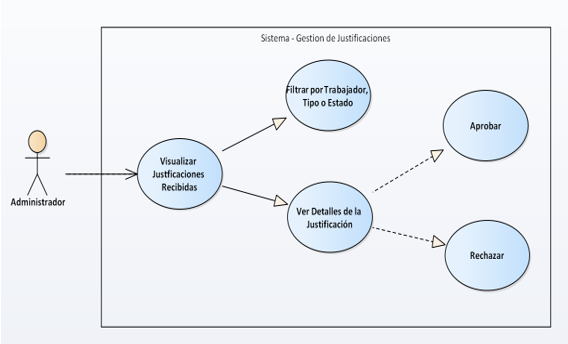 Sistema - Gestion de Justificaciones
Filtrar por Trabajador,
Tipo o Estado
Aprobar
Visualizar
Justficaciones
Recibidas
Administrador
Ver Detalles de la
Justificación
Rechazar